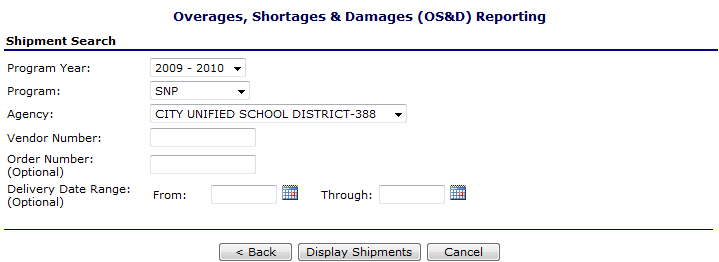 Overages, Shortages & Damages (OS&D) Reporting
Shipment Search
Program Year: 2009 - 2010
Program: SNP
Agency: CITY UNIFIED SCHOOL DISTRICT-388
Vendor Number:
Order Number:
(Optional)
Delivery Date Range: From: Through:
(Optional)
< Back Display Shipments Cancel